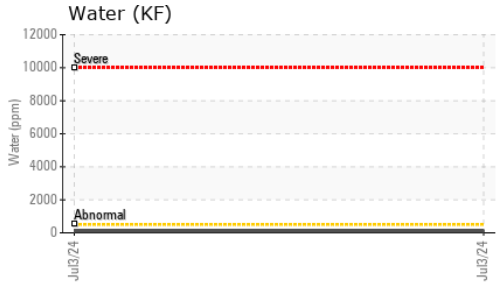 Water (KF)
12000
Severe
10000
8000
Water (ppm)
6000
4000
2000
Abnormal
0
Jul3/24
Jul3/24